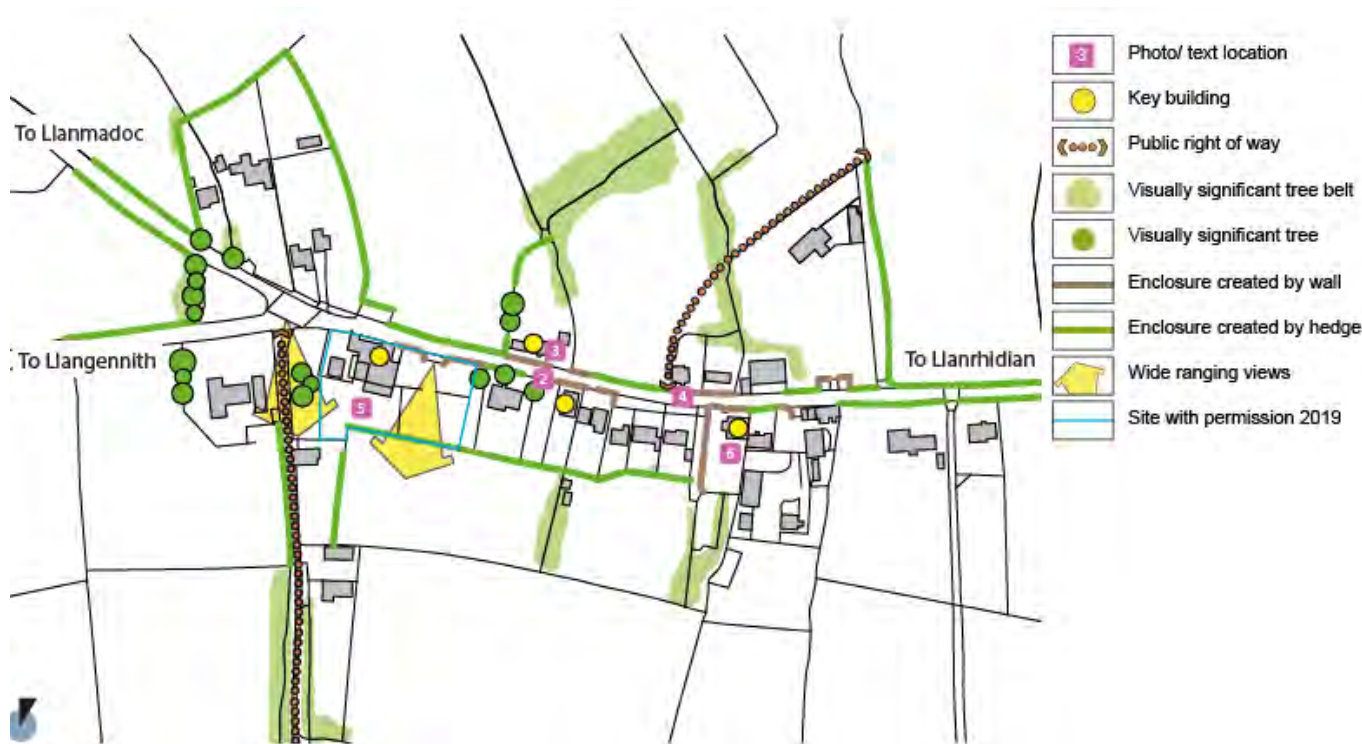 To Llanmadoc
To Llangennith
To Llanrhidian
3
2
4
5
6
3 Photo/ text location
Key building
Public right of way
Visually significant tree belt
Visually significant tree
Enclosure created by wall
Enclosure created by hedge
Wide ranging views
Site with permission 2019